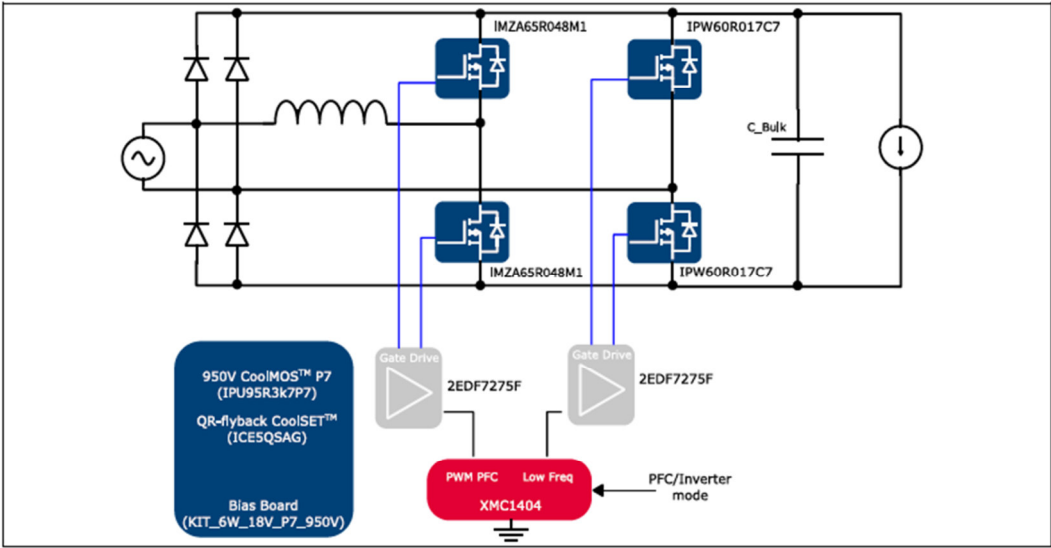 IMZA65R048M1
IPW60R017C7
C_Bulk
IMZA65R048M1
IPW60R017C7
Gate Drive
Gate Drive
2EDF7275F
2EDF7275F
950V CoolMOS™ P7
(IPU95R3k7P7)
QR-flyback CoolSET™
(ICE5QSAG)
Bias Board
(KIT_6W_18V_P7_950V)
PWM PFC
Low Freq
XMC1404
PFC/Inverter
mode